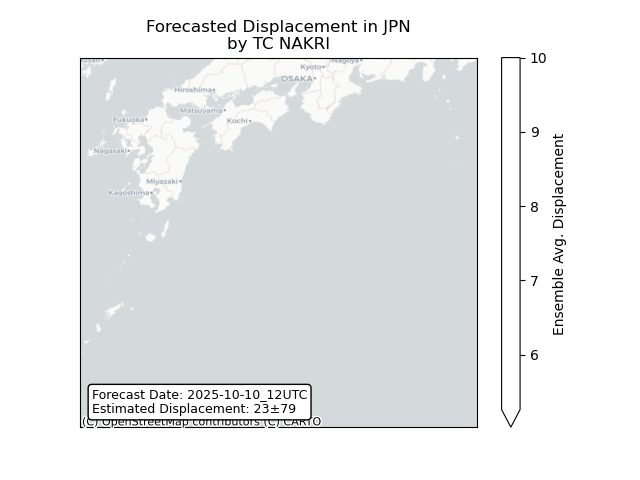 Forecasted Displacement in JPN
by TC NAKRI
Nagoya
Kyoto
OSAKA
Hiroshima
Matsuyama
Fukuoka
Kochi
Nagasaki
Miyazaki
Kagoshima
10
9
8
7
6
Ensemble Avg. Displacement
Forecast Date: 2025-10-10_12UTC
Estimated Displacement: 23±79
(C) OpenStreetMap contributors (C) CARTO